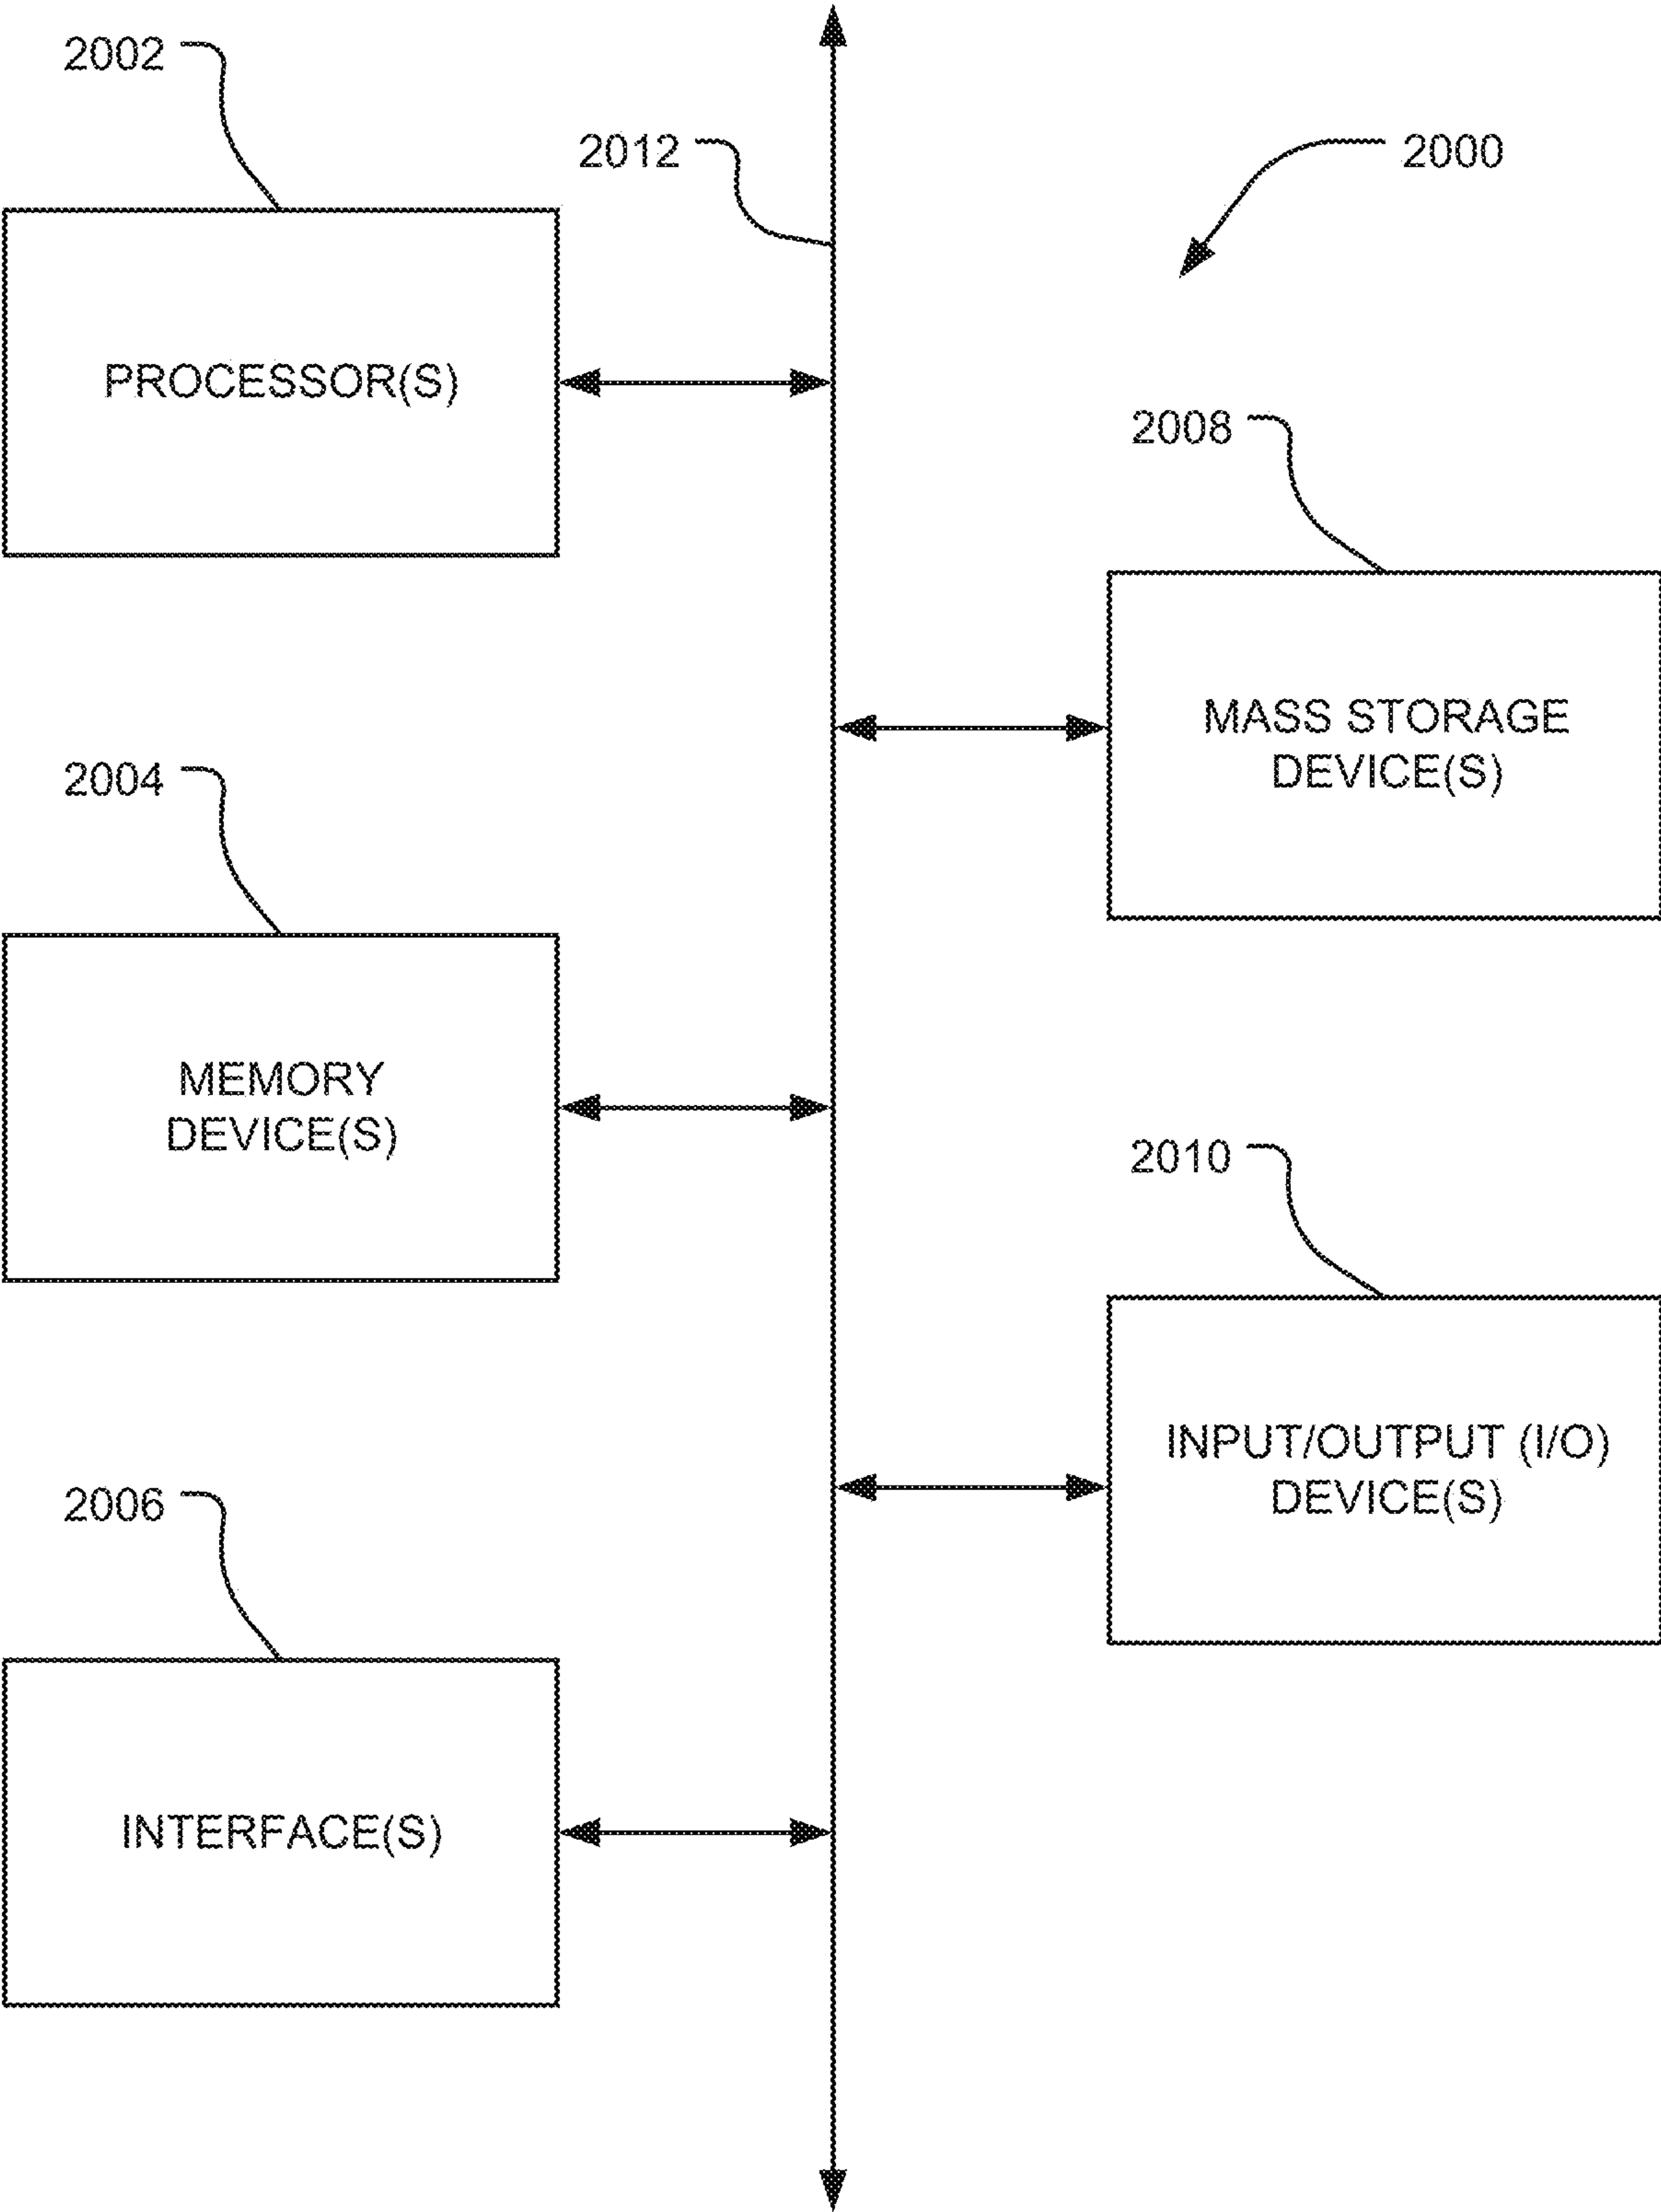 2002
2012
2000
PROCESSOR(S)
2008
MASS STORAGE
DEVICE(S)
2004
MEMORY
DEVICE(S)
2010
INPUT/OUTPUT (I/O)
DEVICE(S)
2006
INTERFACE(S)